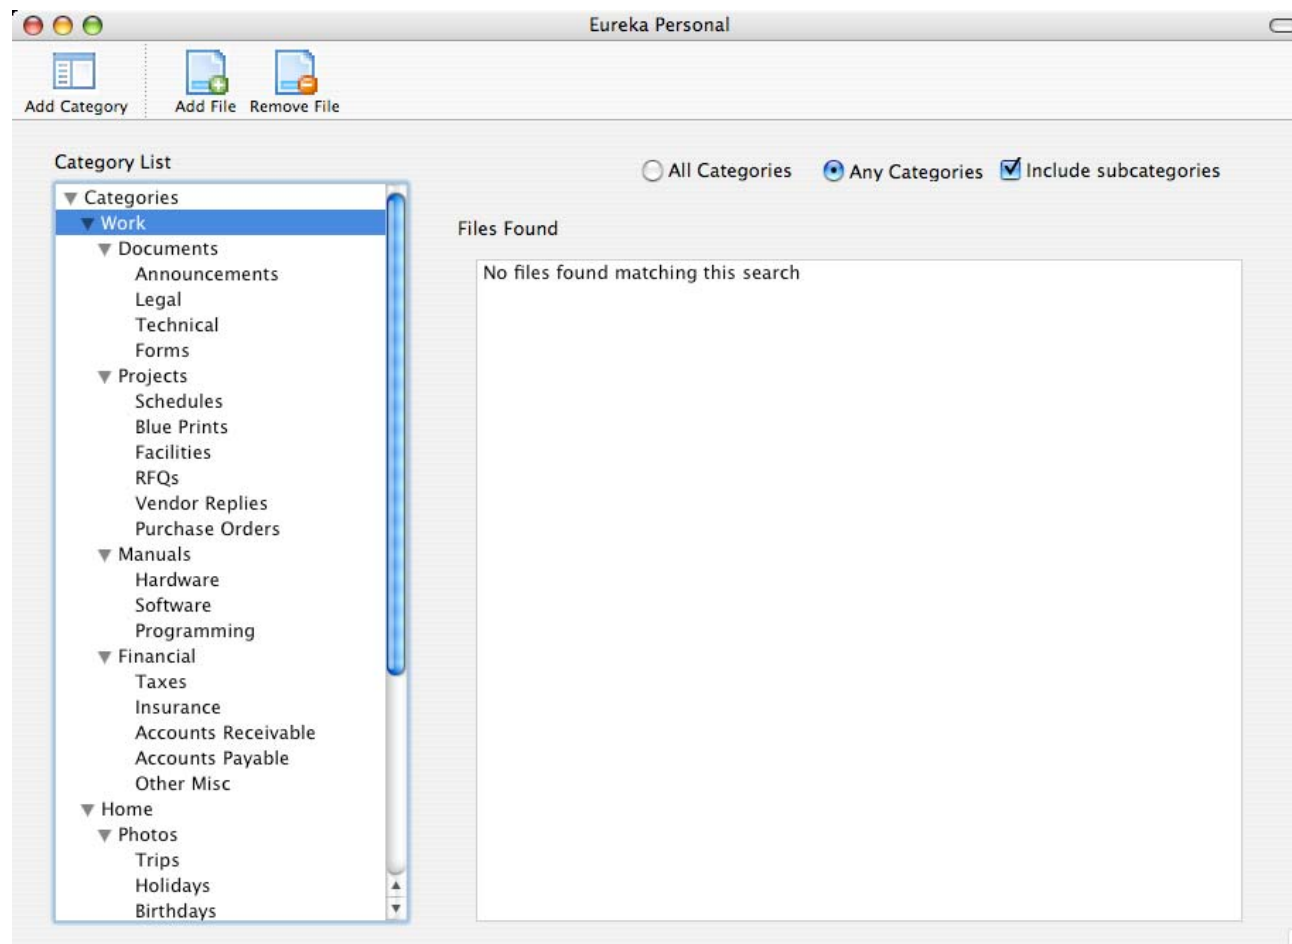 Eureka Personal
Add Category
Add File
Remove File
Category List
All Categories
Any Categories
Include subcategories
Categories
Work
Documents
Announcements
Legal
Technical
Forms
Projects
Schedules
Blue Prints
Facilities
RFQs
Vendor Replies
Purchase Orders
Manuals
Hardware
Software
Programming
Financial
Taxes
Insurance
Accounts Receivable
Accounts Payable
Other Misc
Home
Photos
Trips
Holidays
Birthdays
Files Found
No files found matching this search